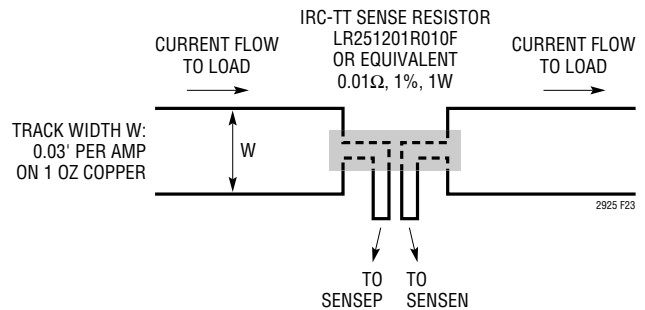 IRC-TT SENSE RESISTOR
LR251201R010F
OR EQUIVALENT
0.01Ω, 1%, 1W
CURRENT FLOW
TO LOAD
CURRENT FLOW
TO LOAD
TRACK WIDTH W:
0.03' PER AMP
ON 1 OZ COPPER
W
2925 F23
TO
SENSEP
TO
SENSEN